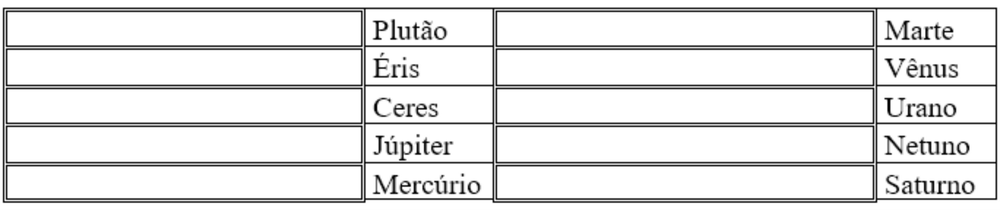 Plutão Marte
Éris Vênus
Ceres Urano
Júpiter Netuno
Mercúrio Saturno